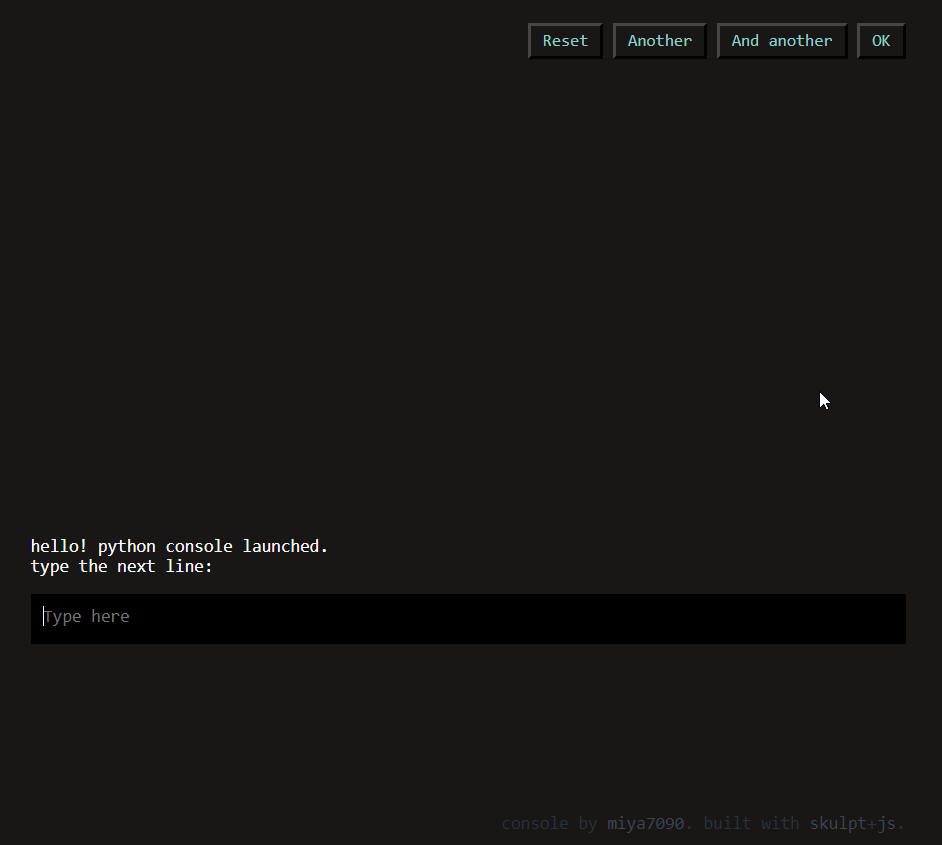 Reset Another And another OK
hello! python console launched.
type the next line:
Type here
console by miya7090. built with skulpt+js.